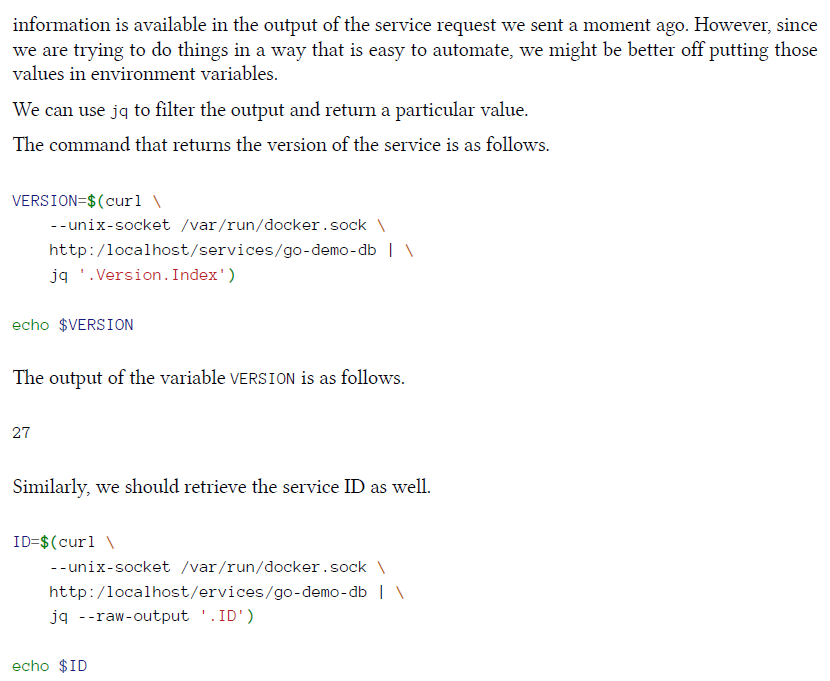 information is available in the output of the service request we sent a moment ago. However, since
we are trying to do things in a way that is easy to automate, we might be better off putting those
values in environment variables.
We can use jq to filter the output and return a particular value.
The command that returns the version of the service is as follows.
VERSION=$(curl \
    --unix-socket /var/run/docker.sock \
    http:/localhost/services/go-demo-db | \
    jq '.Version.Index')
echo $VERSION
The output of the variable VERSION is as follows.
27
Similarly, we should retrieve the service ID as well.
ID=$(curl \
    --unix-socket /var/run/docker.sock \
    http:/localhost/ervices/go-demo-db | \
    jq --raw-output '.ID')
echo $ID